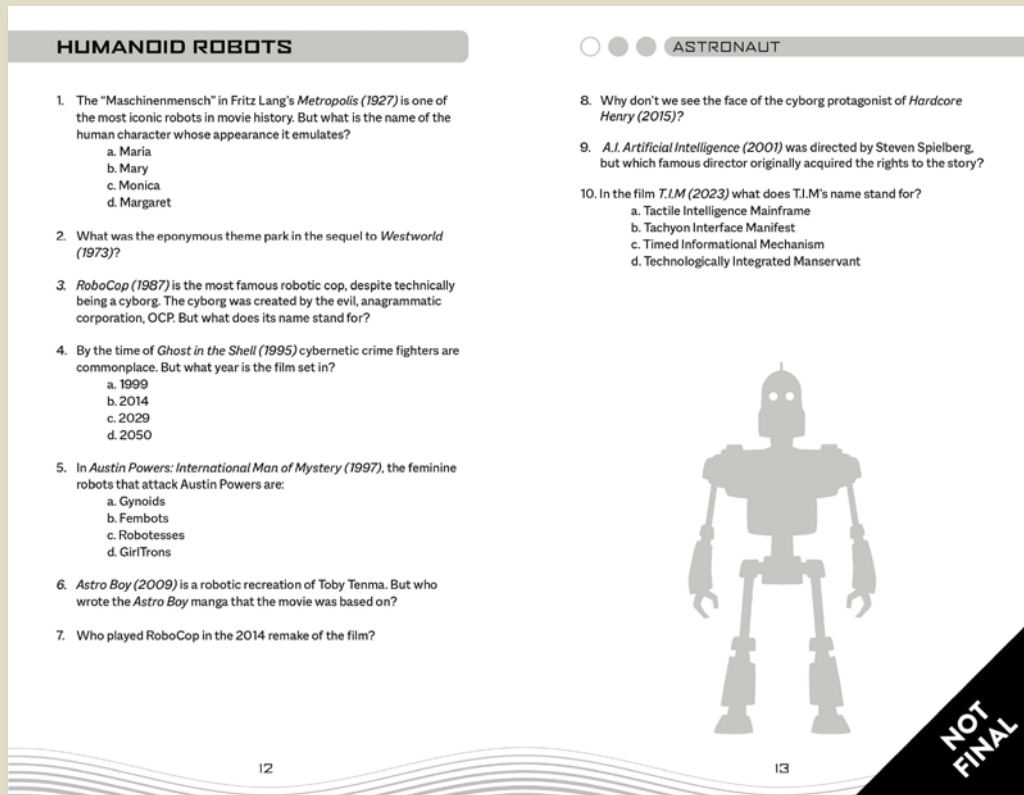 HUMANOID ROBOTS
1. The “Maschinenmensch” in Fritz Lang’s Metropolis (1927) is one of
the most iconic robots in movie history. But what is the name of the
human character whose appearance it emulates?
a. Maria
b. Mary
c. Monica
d. Margaret
2. What was the eponymous theme park in the sequel to Westworld
(1973)?
3. RoboCop (1987) is the most famous robotic cop, despite technically
being a cyborg. The cyborg was created by the evil, anagrammatic
corporation, OCP. But what does its name stand for?
4. By the time of Ghost in the Shell (1995) cybernetic crime fighters are
commonplace. But what year is the film set in?
a. 1999
b. 2014
c. 2029
d. 2050
5. In Austin Powers: International Man of Mystery (1997), the feminine
robots that attack Austin Powers are:
a. Gynoids
b. Fembots
c. Robotesses
d. GirlTrons
6. Astro Boy (2009) is a robotic recreation of Toby Tenma. But who
wrote the Astro Boy manga that the movie was based on?
7. Who played RoboCop in the 2014 remake of the film?
12
ASTRONAUT
8. Why don’t we see the face of the cyborg protagonist of Hardcore
Henry (2015)?
9. A.I. Artificial Intelligence (2001) was directed by Steven Spielberg,
but which famous director originally acquired the rights to the story?
10. In the film T.I.M (2023) what does T.I.M’s name stand for?
a. Tactile Intelligence Mainframe
b. Tachyon Interface Manifest
c. Timed Informational Mechanism
d. Technologically Integrated Manservant
13
NOT
FINAL